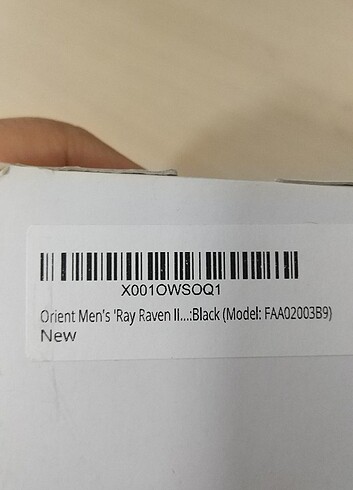 X001OWSOQ1
Orient Men's 'Ray Raven II...:Black (Model: FAA02003B9)
New